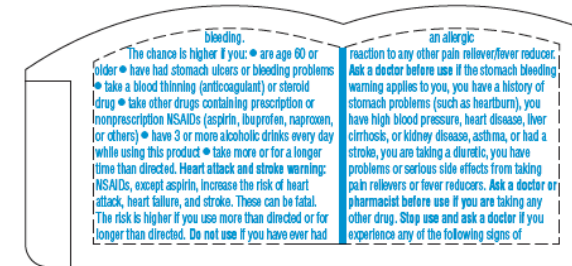 bleeding.
The chance is higher if you: ● are age 60 or
older ● have had stomach ulcers or bleeding problems
● take a blood thinning (anticoagulant) or steroid
drug ● take other drugs containing prescription or
nonprescription NSAIDs (aspirin, ibuprofen, naproxen,
or others) ● have 3 or more alcoholic drinks every day
while using this product ● take more or for a longer
time than directed. Heart attack and stroke warning:
NSAIDs, except aspirin, increase the risk of heart
attack, heart failure, and stroke. These can be fatal.
The risk is higher if you use more than directed or for
longer than directed. Do not use if you have ever had
an allergic
reaction to any other pain reliever/fever reducer.
Ask a doctor before use if the stomach bleeding
warning applies to you, you have a history of
stomach problems (such as heartburn), you
have high blood pressure, heart disease, liver
cirrhosis, or kidney disease, asthma, or had a
stroke, you are taking a diuretic, you have
problems or serious side effects from taking
pain relievers or fever reducers. Ask a doctor or
pharmacist before use if you are taking any
other drug. Stop use and ask a doctor if you
experience any of the following signs of